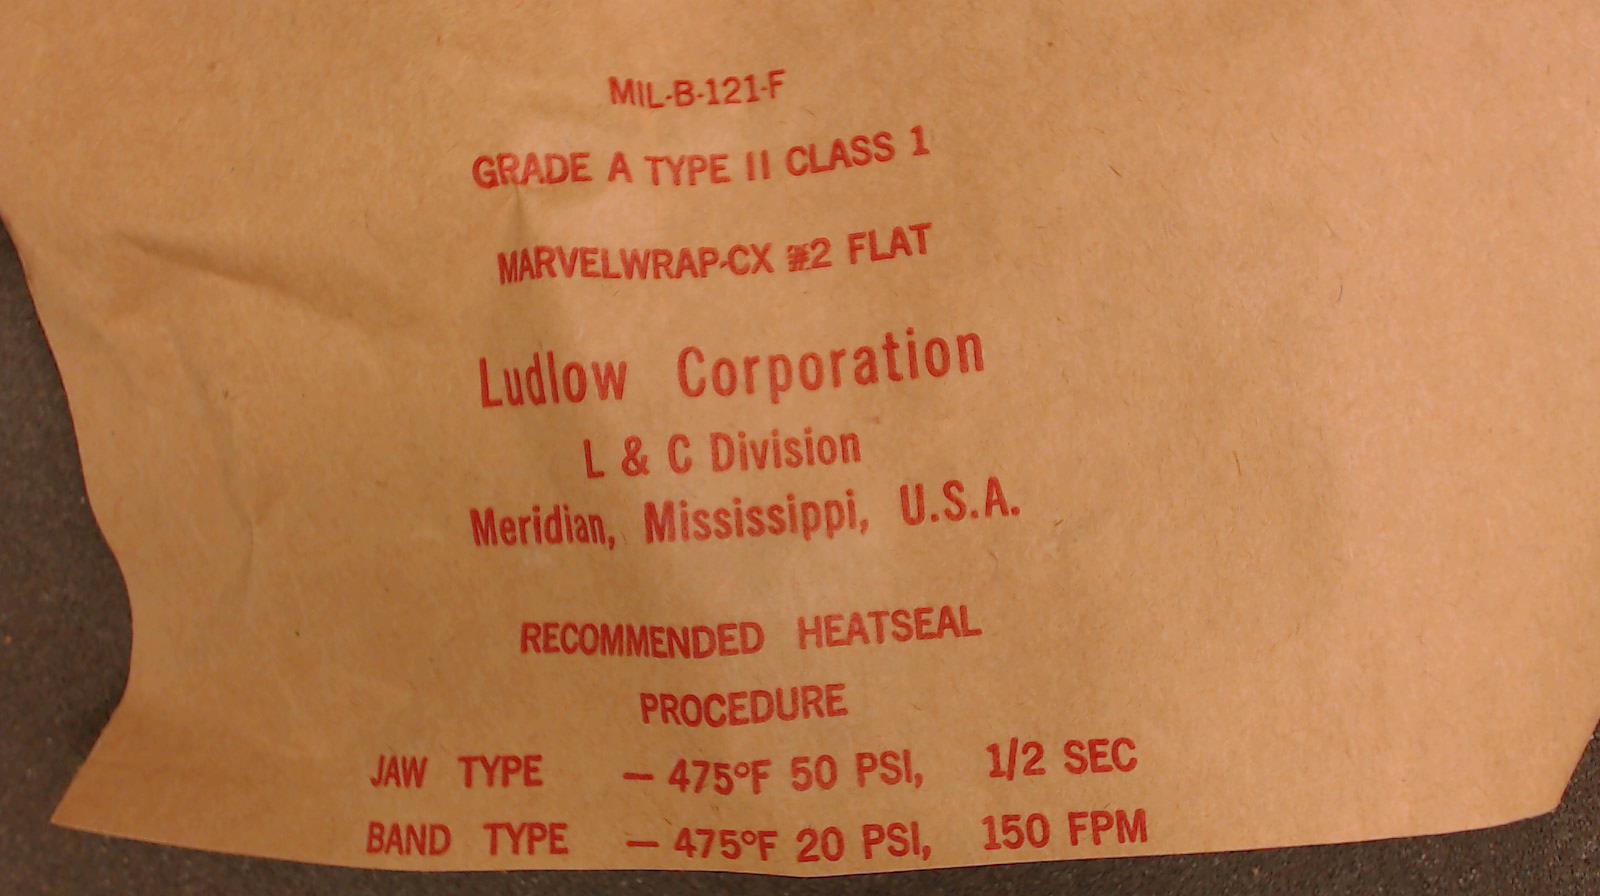 MIL-B-121-F
GRADE A TYPE II CLASS 1
MARVELWRAP-CX #2 FLAT
Ludlow Corporation
L & C Division
Meridian, Mississippi, U.S.A.
RECOMMENDED HEATSEAL
PROCEDURE
JAW TYPE — 475°F 50 PSI, 1/2 SEC
BAND TYPE — 475°F 20 PSI, 150 FPM